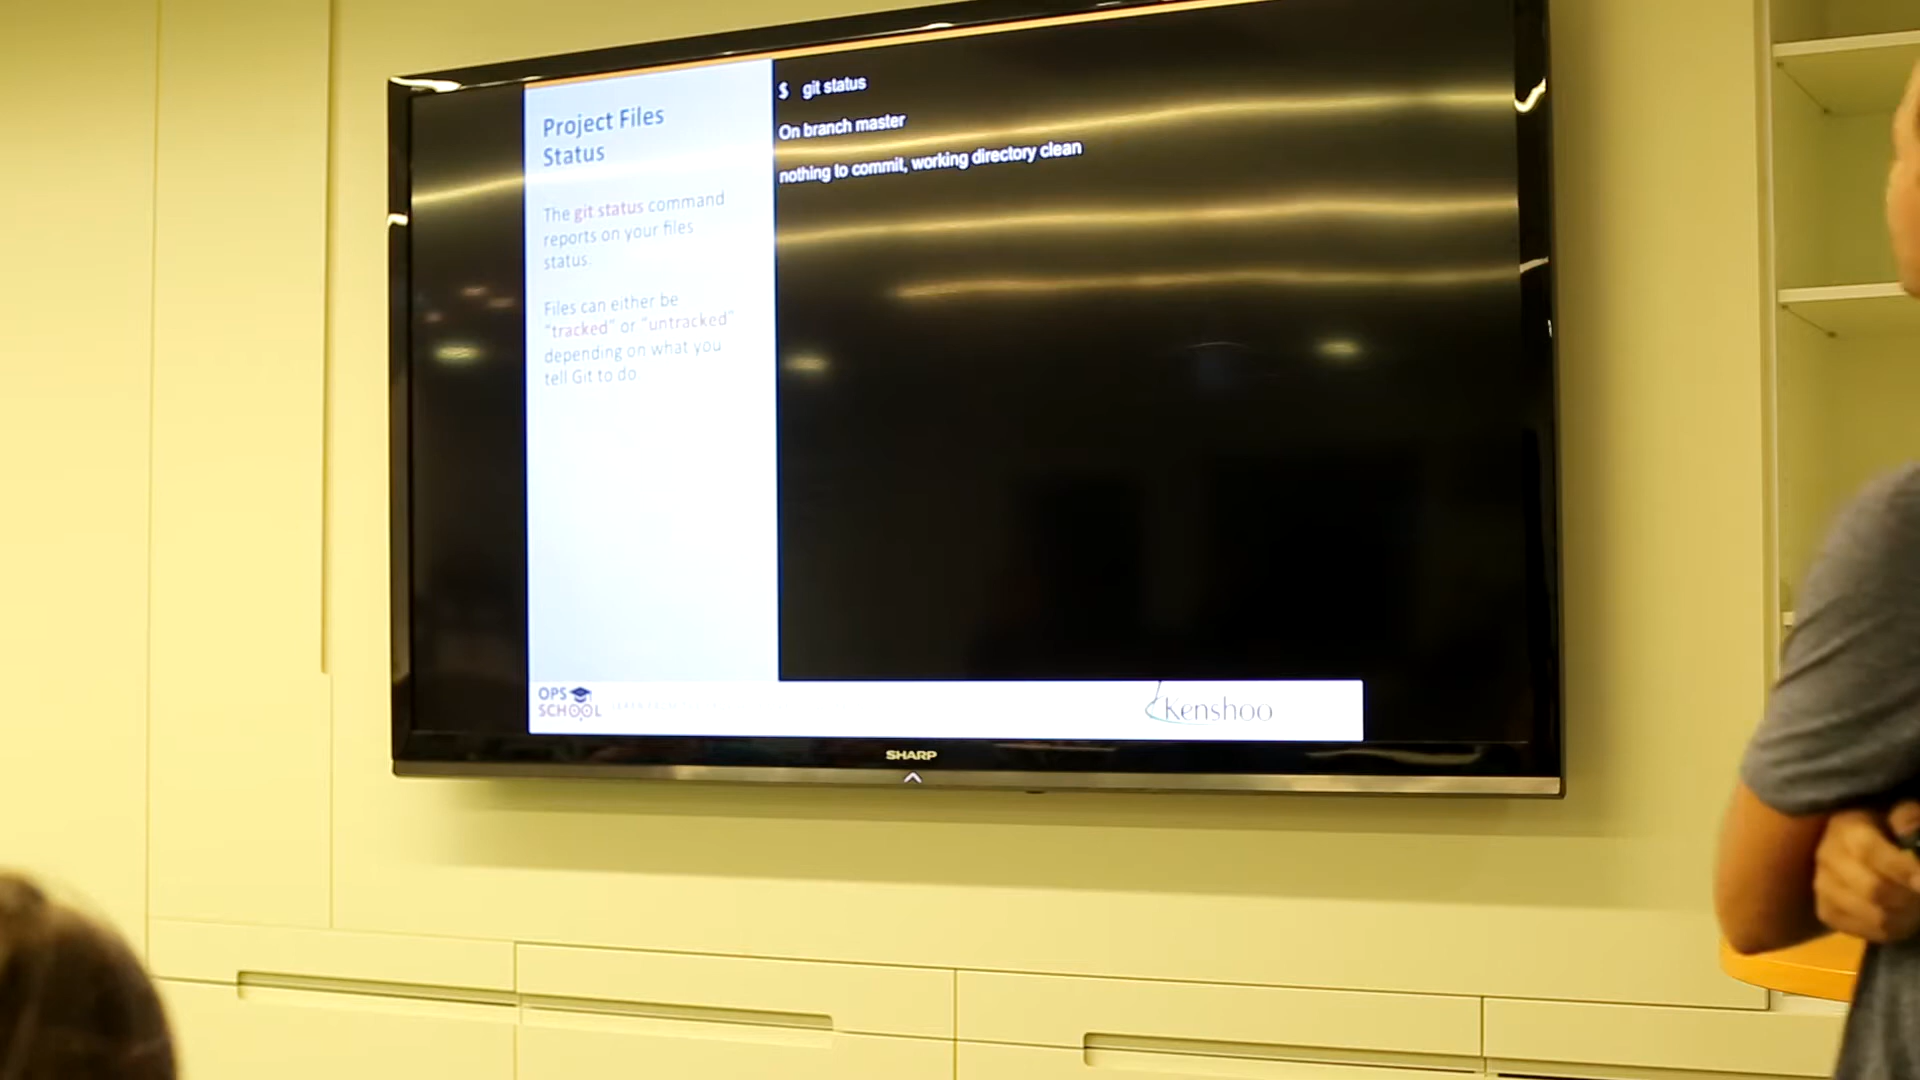 Project Files
Status
The git status command
reports on your files
status.
Files can either be
"tracked" or "untracked"
depending on what you
tell Git to do
$ git status
On branch master
nothing to commit, working directory clean
OPS
SCHOOL
Kenshoo
SHARP